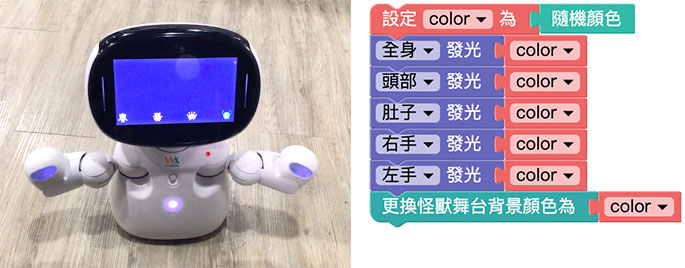 設定 color 為 隨機顏色
全身 發光 color
頭部 發光 color
肚子 發光 color
右手 發光 color
左手 發光 color
更換怪獸舞台背景顏色為 color